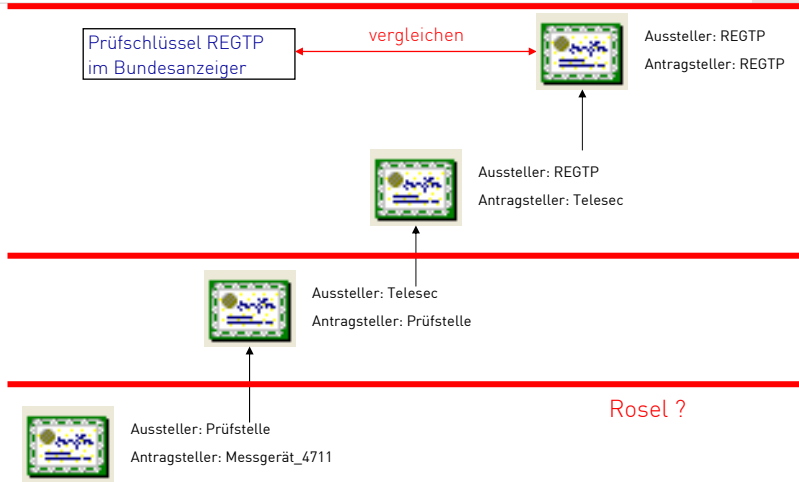 Prüfschlüssel REGTP
im Bundesanzeiger
vergleichen
Aussteller: REGTP
Antragsteller: REGTP
Aussteller: REGTP
Antragsteller: Telesec
Aussteller: Telesec
Antragsteller: Prüfstelle
Rosel ?
Aussteller: Prüfstelle
Antragsteller: Messgerät_4711